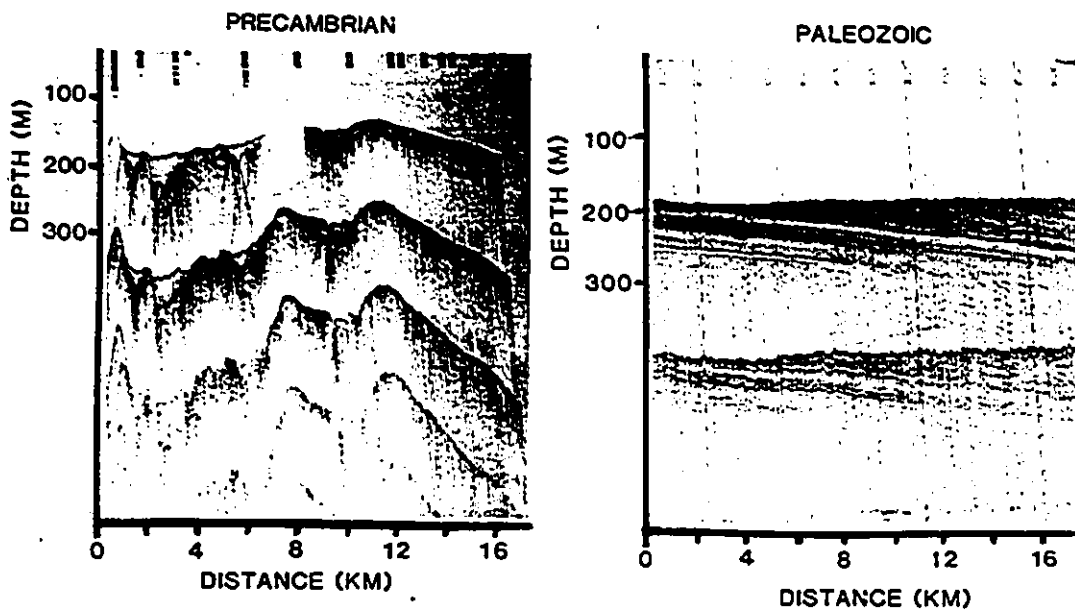 PRECAMBRIAN
DEPTH (M)
100
200
300
0 4 8 12 16
DISTANCE (KM)
PALEOZOIC
DEPTH (M)
100
200
300
0 4 8 12 16
DISTANCE (KM)